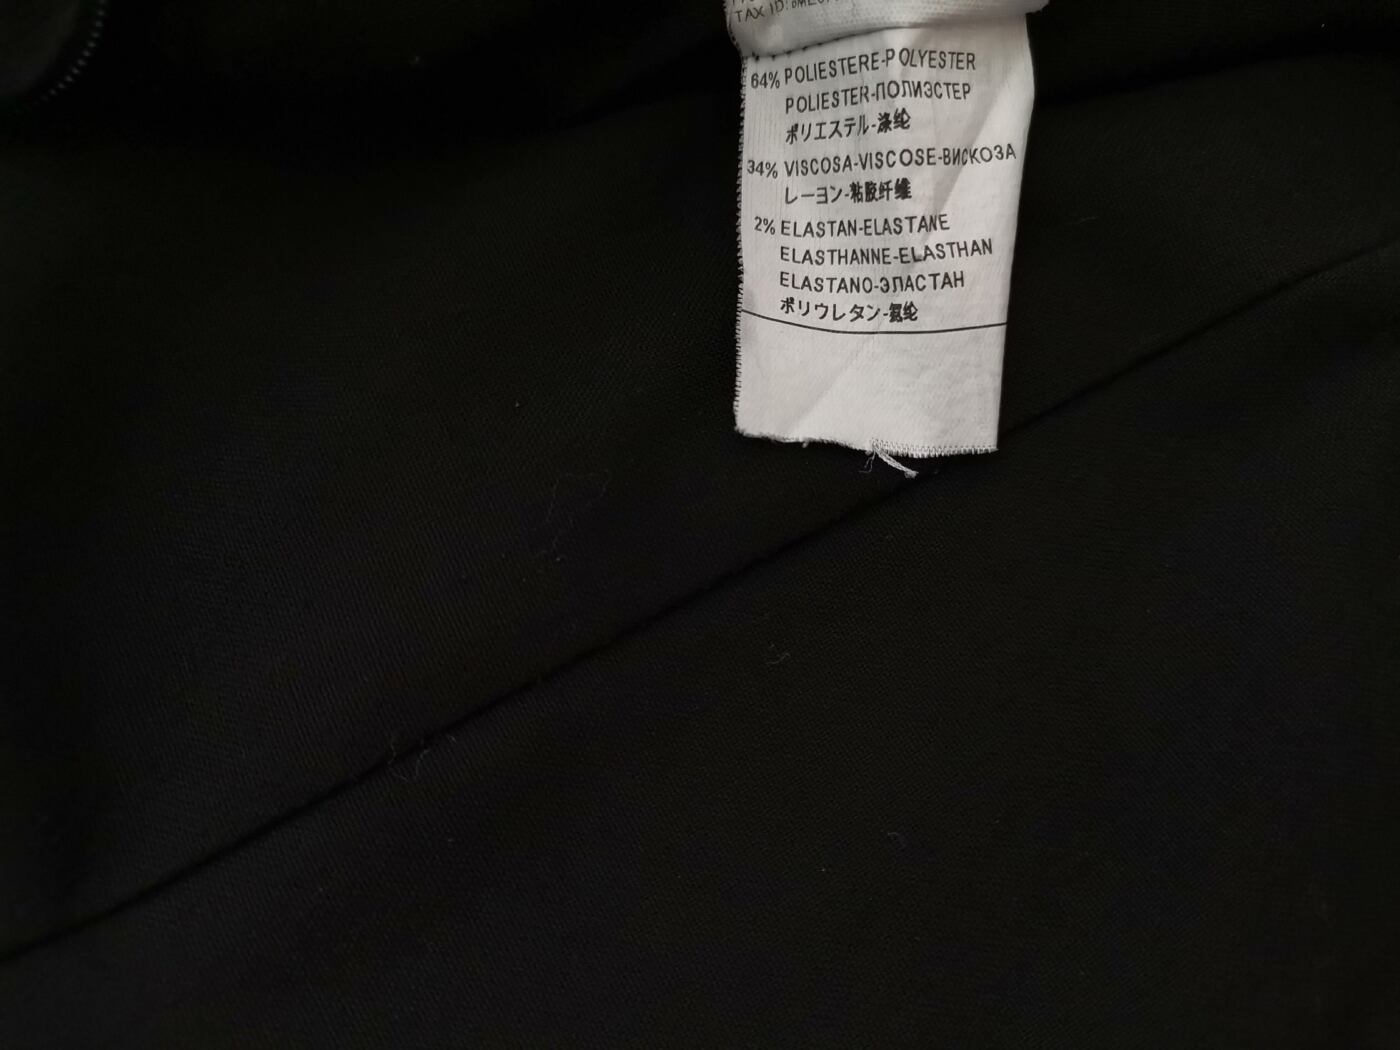 TAX ID:
64% POLIESTERE-POLYESTER
POLIESTER-ПОЛИЭСТЕР
ポリエステル-涤纶
34% VISCOSA-VISCOSE-ВИСКОЗА
レーヨン-粘胶纤维
2% ELASTAN-ELASTANE
ELASTHANNE-ELASTHAN
ELASTANO-ЭЛАСТАН
ポリウレタン-氨纶